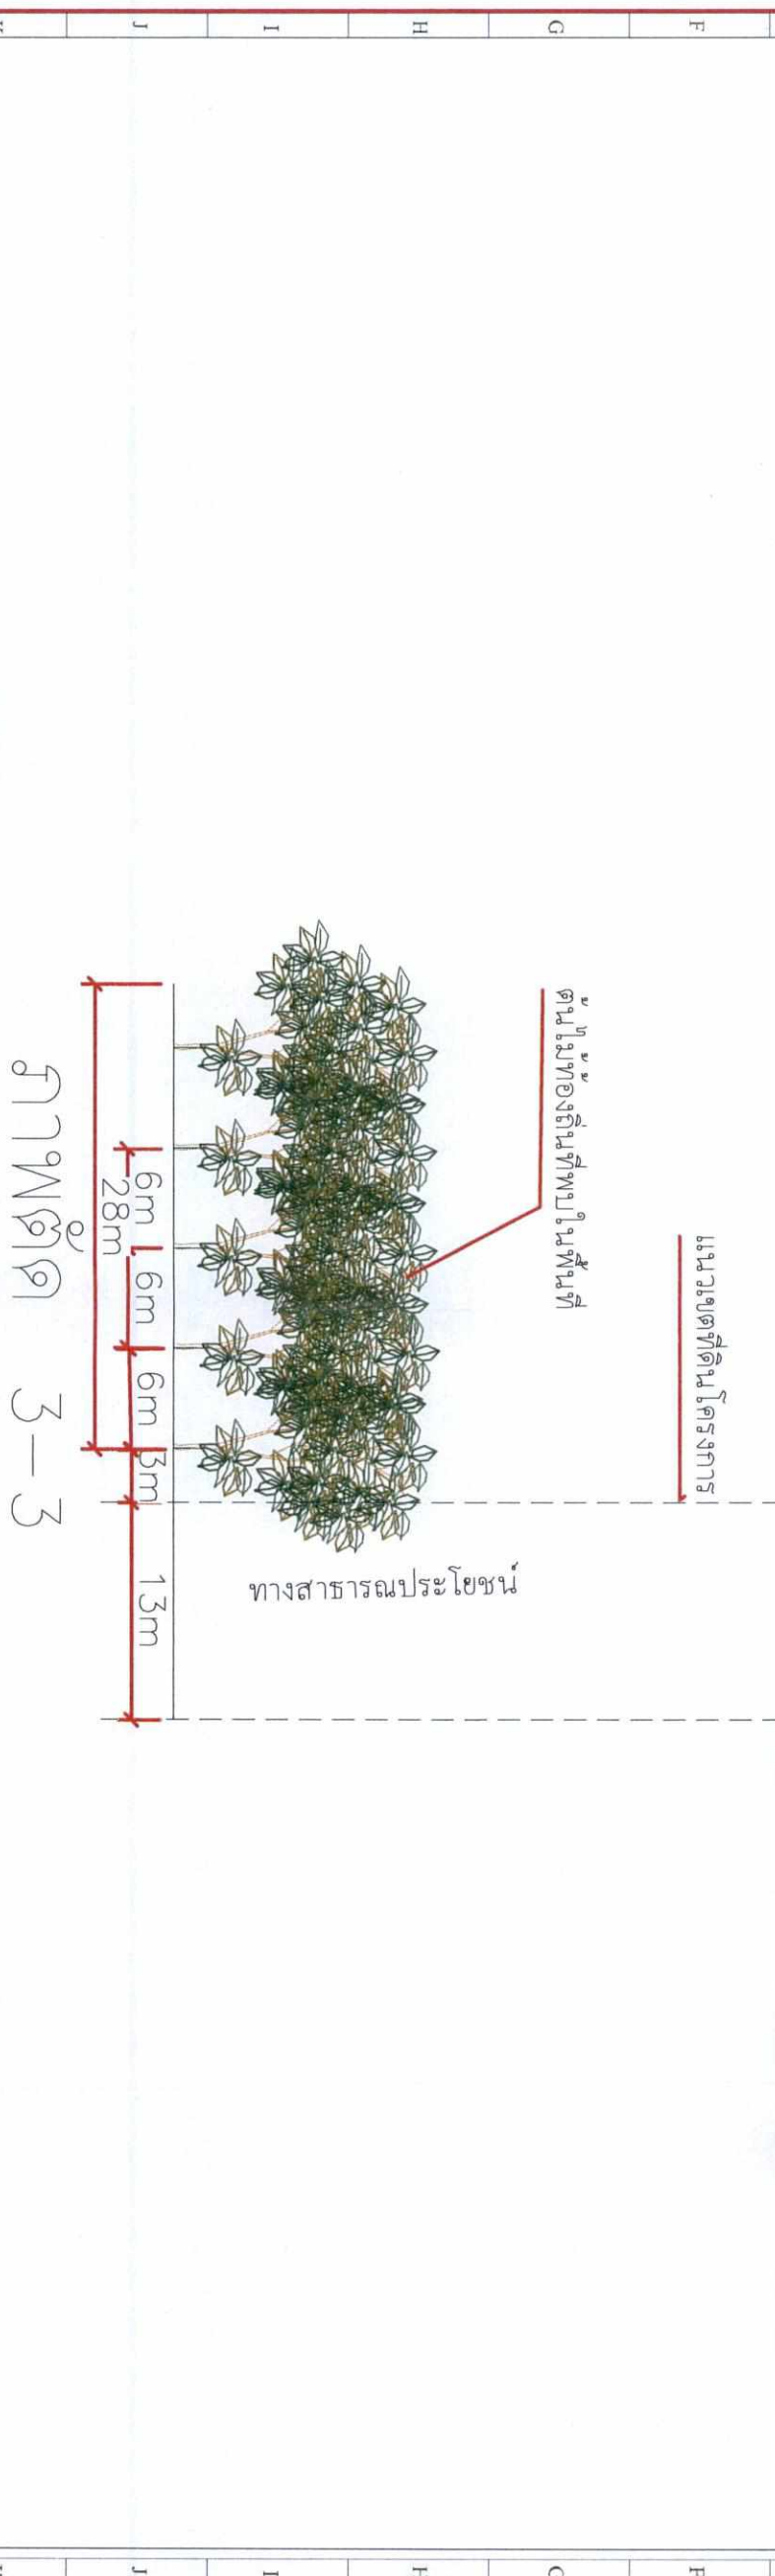 F
G
H
I
J
แนวเขตที่ดินโครงการ
ต้นไม้ท้องถิ่นที่พบในพื้นที่
ทางสาธารณประโยชน์
6m 6m 6m 3m 13m
28m
ภาพตัด 3-3
F
G
H
I
J